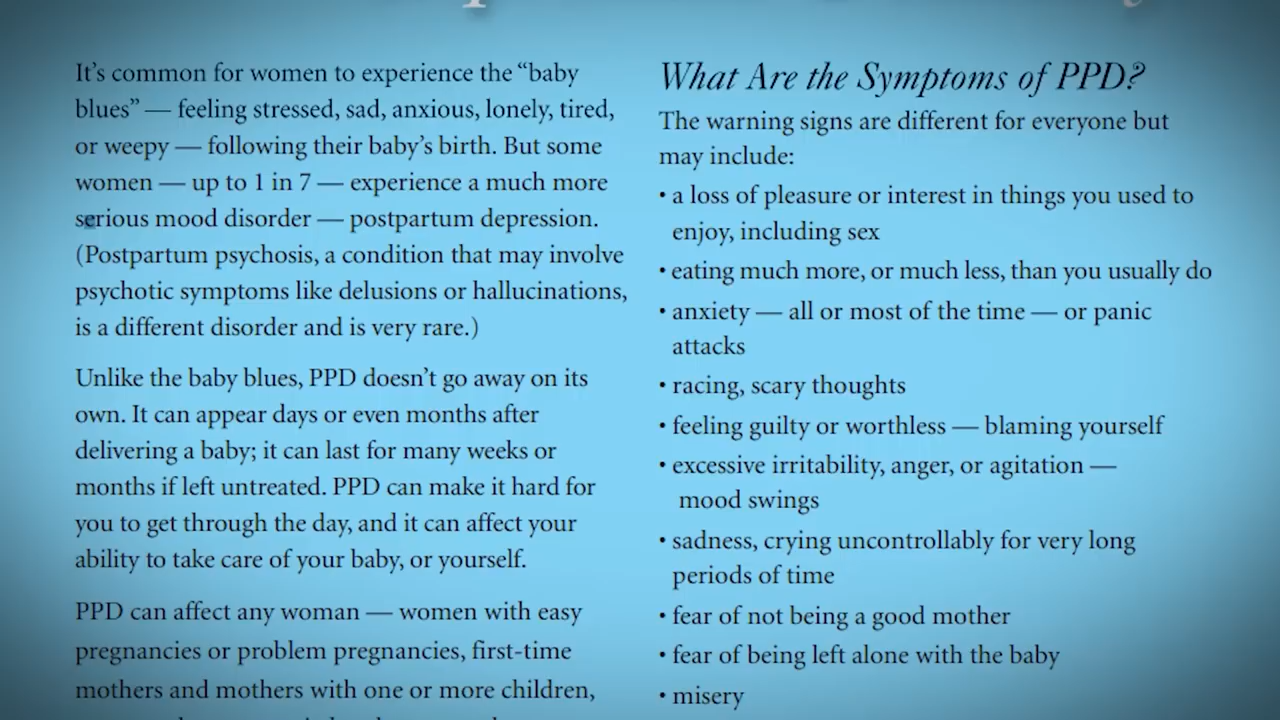 It's common for women to experience the “baby
blues” — feeling stressed, sad, anxious, lonely, tired,
or weepy — following their baby's birth. But some
women — up to 1 in 7 — experience a much more
serious mood disorder — postpartum depression.
(Postpartum psychosis, a condition that may involve
psychotic symptoms like delusions or hallucinations,
is a different disorder and is very rare.)
Unlike the baby blues, PPD doesn't go away on its
own. It can appear days or even months after
delivering a baby; it can last for many weeks or
months if left untreated. PPD can make it hard for
you to get through the day, and it can affect your
ability to take care of your baby, or yourself.
PPD can affect any woman — women with easy
pregnancies or problem pregnancies, first-time
mothers and mothers with one or more children,
What Are the Symptoms of PPD?
The warning signs are different for everyone but
may include:
• a loss of pleasure or interest in things you used to
enjoy, including sex
• eating much more, or much less, than you usually do
• anxiety — all or most of the time — or panic
attacks
• racing, scary thoughts
• feeling guilty or worthless — blaming yourself
• excessive irritability, anger, or agitation —
mood swings
• sadness, crying uncontrollably for very long
periods of time
• fear of not being a good mother
• fear of being left alone with the baby
• misery